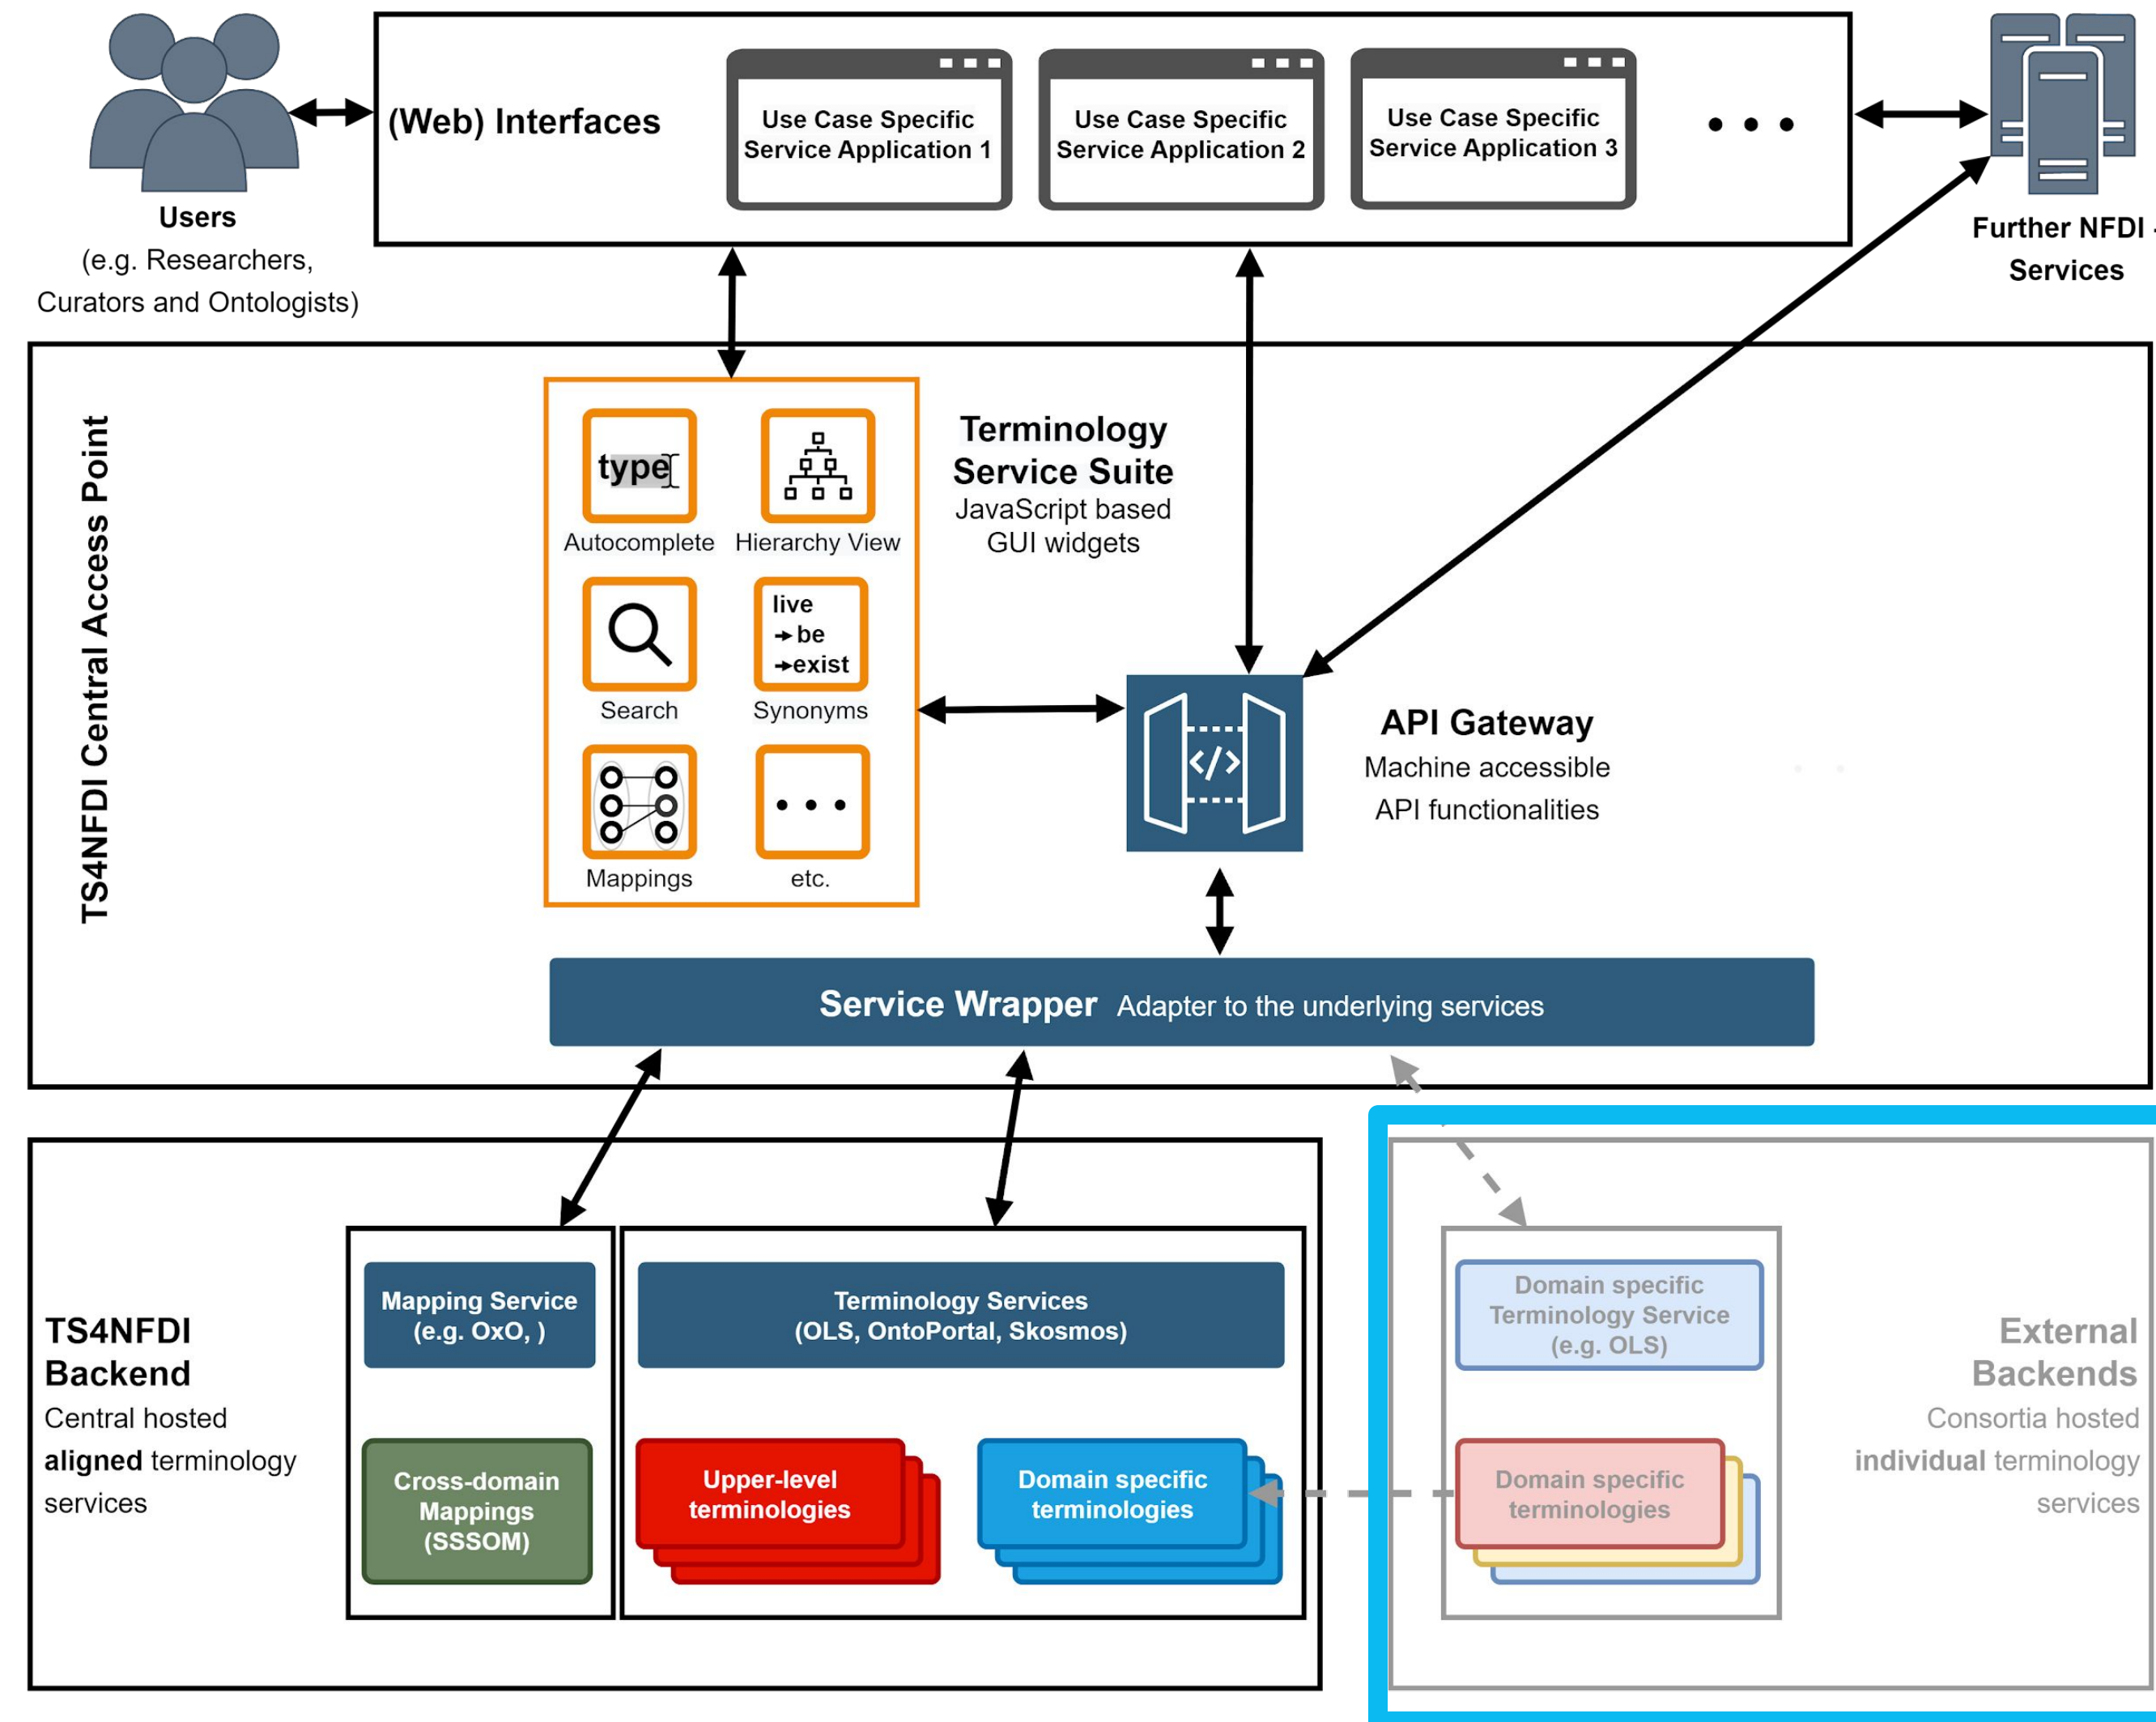 (Web) Interfaces
Use Case Specific
Service Application 1
Use Case Specific
Service Application 2
Use Case Specific
Service Application 3
Users
(e.g. Researchers,
Curators and Ontologists)
Further NFDI -
Services
TS4NFDI Central Access Point
type
Autocomplete
Hierarchy View
Search
live
➔ be
➔exist
Synonyms
Mappings
etc.
Terminology
Service Suite
JavaScript based
GUI widgets
</>
API Gateway
Machine accessible
API functionalities
Service Wrapper Adapter to the underlying services
TS4NFDI
Backend
Central hosted
aligned terminology
services
Mapping Service
(e.g. OxO, )
Cross-domain
Mappings
(SSSOM)
Terminology Services
(OLS, OntoPortal, Skosmos)
Upper-level
terminologies
Domain specific
terminologies
Domain specific
Terminology Service
(e.g. OLS)
Domain specific
terminologies
External
Backends
Consortia hosted
individual terminology
services